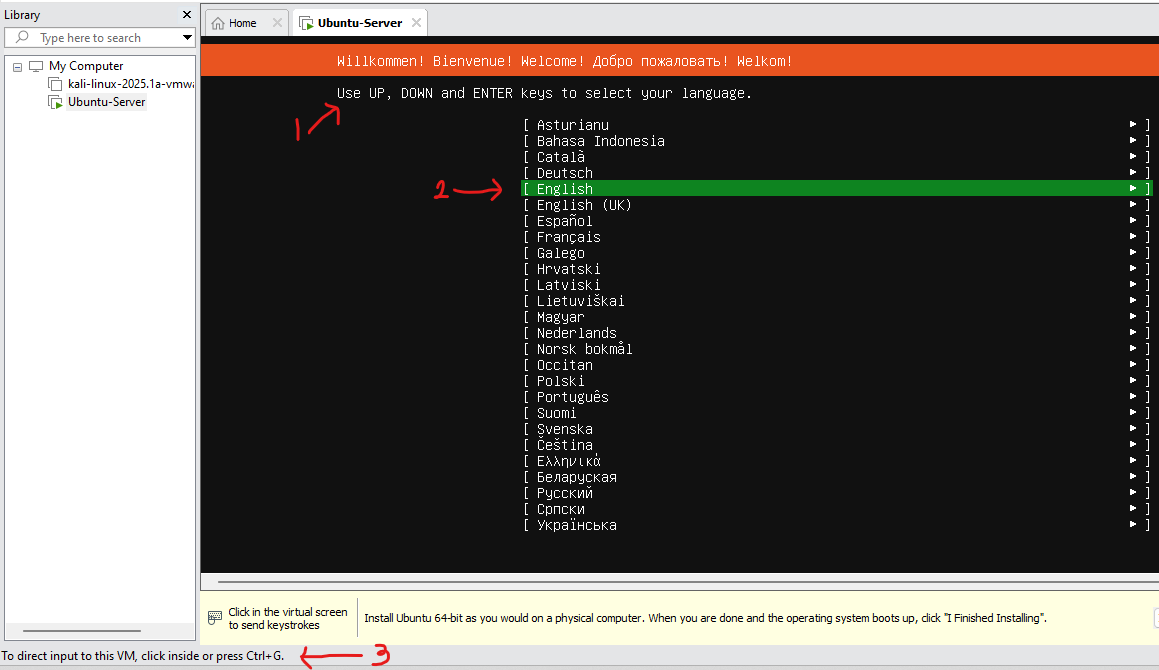 Library
Type here to search
My Computer
kali-linux-2025.1a-vmwa
Ubuntu-Server
Home
Ubuntu-Server
Willkommen! Bienvenue! Welcome! Добро пожаловать! Welkom!
Use UP, DOWN and ENTER keys to select your language.
1
[ Asturianu ▸ ]
[ Bahasa Indonesia ▸ ]
[ Català ▸ ]
[ Deutsch ▸ ]
2
[ English ▸ ]
[ English (UK) ▸ ]
[ Español ▸ ]
[ Français ▸ ]
[ Galego ▸ ]
[ Hrvatski ▸ ]
[ Latviski ▸ ]
[ Lietuviškai ▸ ]
[ Magyar ▸ ]
[ Nederlands ▸ ]
[ Norsk bokmål ▸ ]
[ Occitan ▸ ]
[ Polski ▸ ]
[ Português ▸ ]
[ Suomi ▸ ]
[ Svenska ▸ ]
[ Čeština ▸ ]
[ Ελληνικά ▸ ]
[ Беларуская ▸ ]
[ Русский ▸ ]
[ Српски ▸ ]
[ Українська ▸ ]
Click in the virtual screen
to send keystrokes
Install Ubuntu 64-bit as you would on a physical computer. When you are done and the operating system boots up, click "I Finished Installing".
To direct input to this VM, click inside or press Ctrl+G.
3